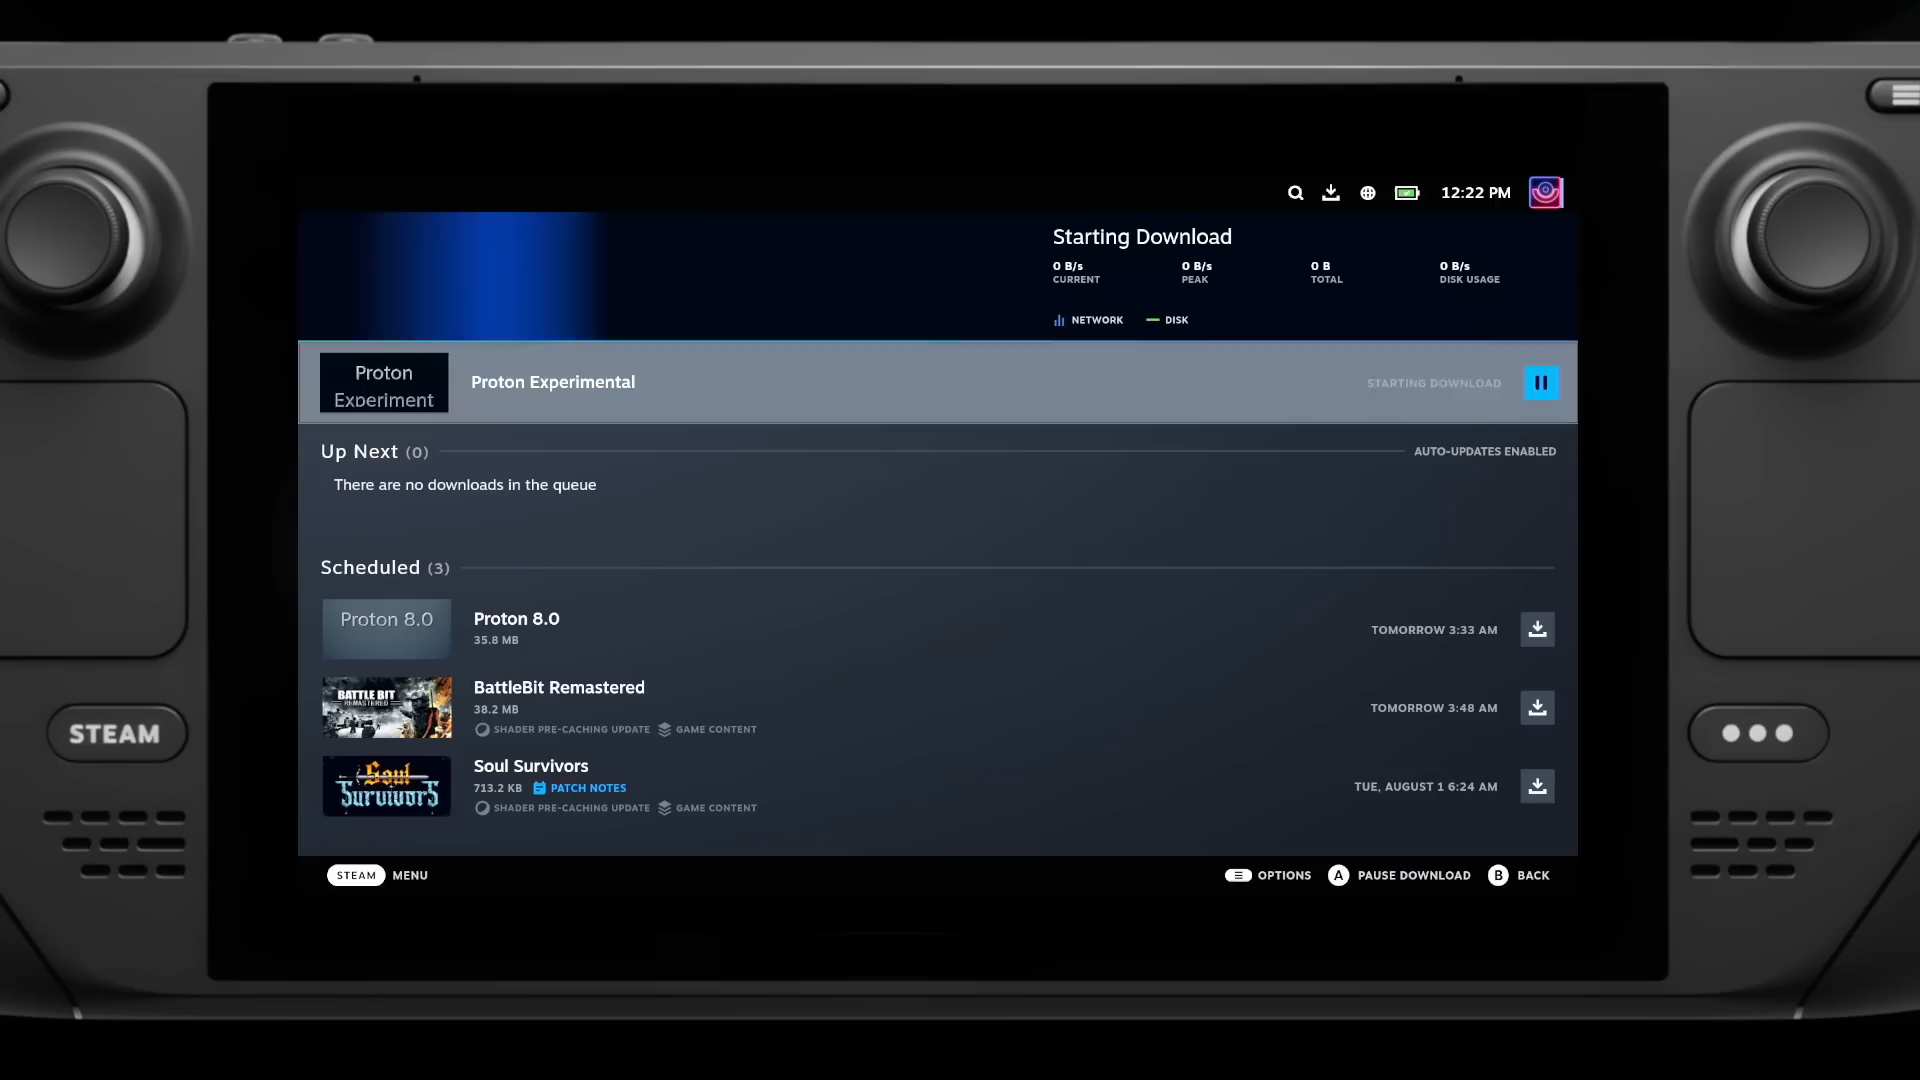 12:22 PM
Starting Download
0 B/s 0 B/s 0 B 0 B/s
CURRENT PEAK TOTAL DISK USAGE
NETWORK DISK
Proton
Experiment
Proton Experimental
STARTING DOWNLOAD
Up Next (0)
AUTO-UPDATES ENABLED
There are no downloads in the queue
Scheduled (3)
Proton 8.0
Proton 8.0
35.8 MB
TOMORROW 3:33 AM
BATTLE BIT
REMASTERED
BattleBit Remastered
38.2 MB
SHADER PRE-CACHING UPDATE GAME CONTENT
TOMORROW 3:48 AM
Soul
Survivors
Soul Survivors
713.2 KB PATCH NOTES
SHADER PRE-CACHING UPDATE GAME CONTENT
TUE, AUGUST 1 6:24 AM
STEAM
STEAM MENU
OPTIONS A PAUSE DOWNLOAD B BACK